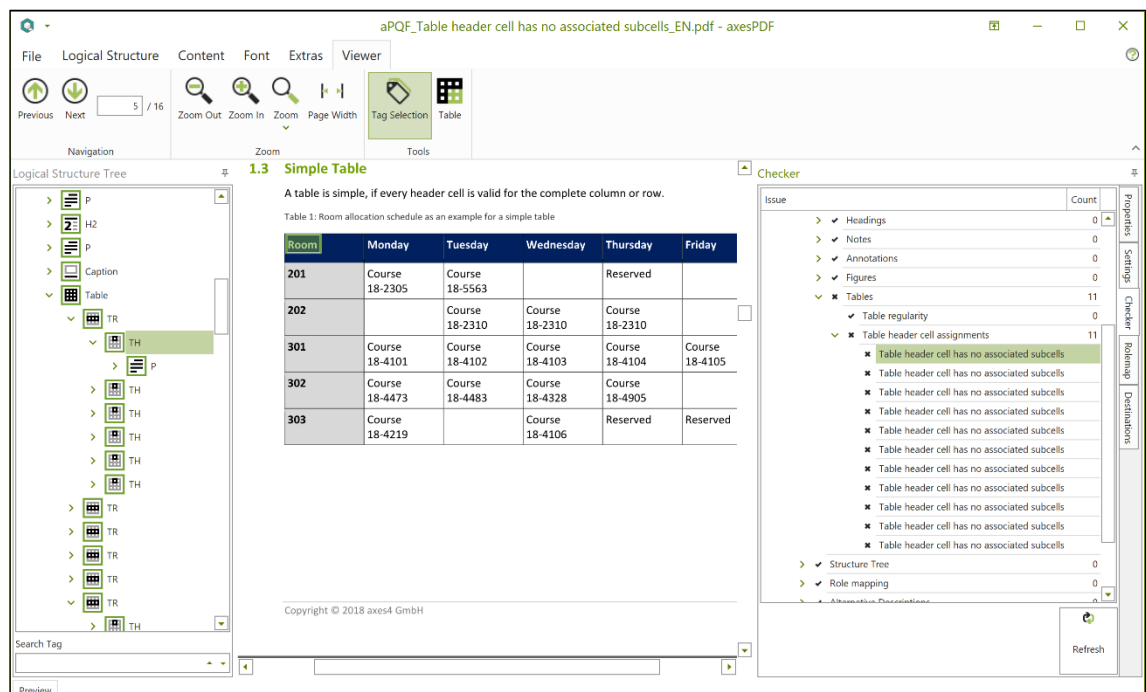 aPQF_Table header cell has no associated subcells_EN.pdf - axesPDF
File Logical Structure Content Font Extras Viewer
Previous Next 5 / 16 Zoom Out Zoom In Zoom Page Width Tag Selection Table
Navigation Zoom Tools
Logical Structure Tree
P
H2
P
Caption
Table
TR
TH
P
TH
TH
TH
TH
TH
TR
TR
TR
TR
TR
TH
Search Tag
Preview
1.3 Simple Table
A table is simple, if every header cell is valid for the complete column or row.
Table 1: Room allocation schedule as an example for a simple table
Room Monday Tuesday Wednesday Thursday Friday
201 Course Course Reserved
18-2305 18-5563
202 Course Course Course
18-2310 18-2310 18-2310
301 Course Course Course Course Course
18-4101 18-4102 18-4103 18-4104 18-4105
302 Course Course Course Course
18-4473 18-4483 18-4328 18-4905
303 Course Course Reserved Reserved
18-4219 18-4106
Copyright © 2018 axes4 GmbH
Checker
Issue Count
Headings 0
Notes 0
Annotations 0
Figures 0
Tables 11
Table regularity 0
Table header cell assignments 11
Table header cell has no associated subcells
Table header cell has no associated subcells
Table header cell has no associated subcells
Table header cell has no associated subcells
Table header cell has no associated subcells
Table header cell has no associated subcells
Table header cell has no associated subcells
Table header cell has no associated subcells
Table header cell has no associated subcells
Table header cell has no associated subcells
Table header cell has no associated subcells
Structure Tree 0
Role mapping 0
Alternative Descriptions 0
Refresh
Properties
Settings
Checker
Rolemap
Destinations